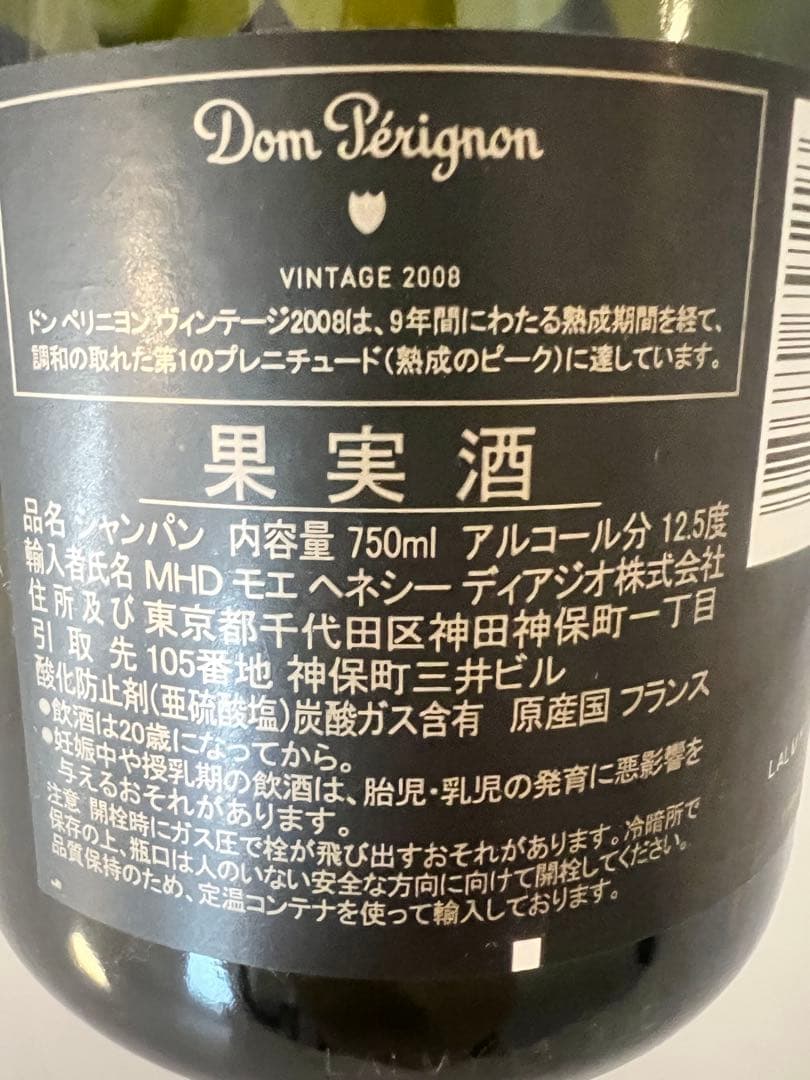 Dom Pérignon
VINTAGE 2008
ドン ペリニヨン ヴィンテージ2008は、9年間にわたる熟成期間を経て、
調和の取れた第1のプレニチュード(熟成のピーク)に達しています。
果実酒
品名 シャンパン 内容量 750ml アルコール分 12.5度
輸入者氏名 MHD モエ ヘネシー ディアジオ株式会社
住所及び 東京都千代田区神田神保町一丁目
引取先 105番地 神保町三井ビル
酸化防止剤(亜硫酸塩)炭酸ガス含有 原産国 フランス
●飲酒は20歳になってから。
●妊娠中や授乳期の飲酒は、胎児・乳児の発育に悪影響を
与えるおそれがあります。
注意 開栓時にガス圧で栓が飛び出すおそれがあります。冷暗所で
保存の上、瓶口は人のいない安全な方向に向けて開栓してください。
品質保持のため、定温コンテナを使って輸入しております。